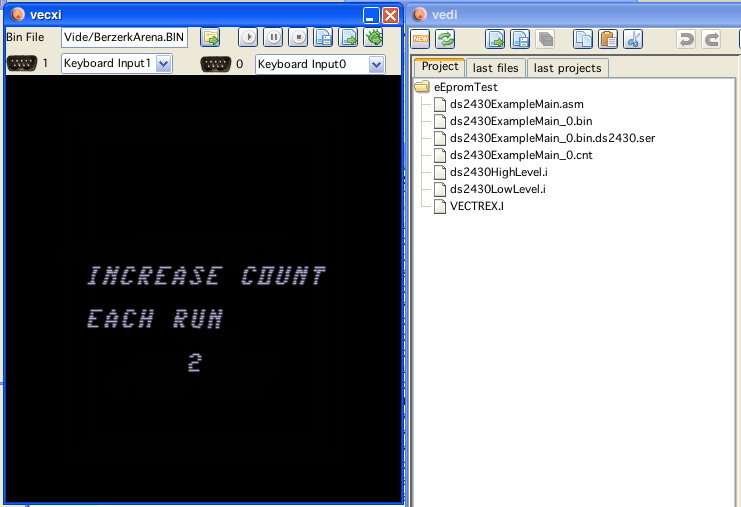 vecxi
Bin File
Vide/BerzerkArena.BIN
1
Keyboard Input1
0
Keyboard Input0
INCREASE COUNT
EACH RUN
2
vedi
NEW
Project
last files
last projects
eEpromTest
ds2430ExampleMain.asm
ds2430ExampleMain_0.bin
ds2430ExampleMain_0.bin.ds2430.ser
ds2430ExampleMain_0.cnt
ds2430HighLevel.i
ds2430LowLevel.i
VECTREX.I